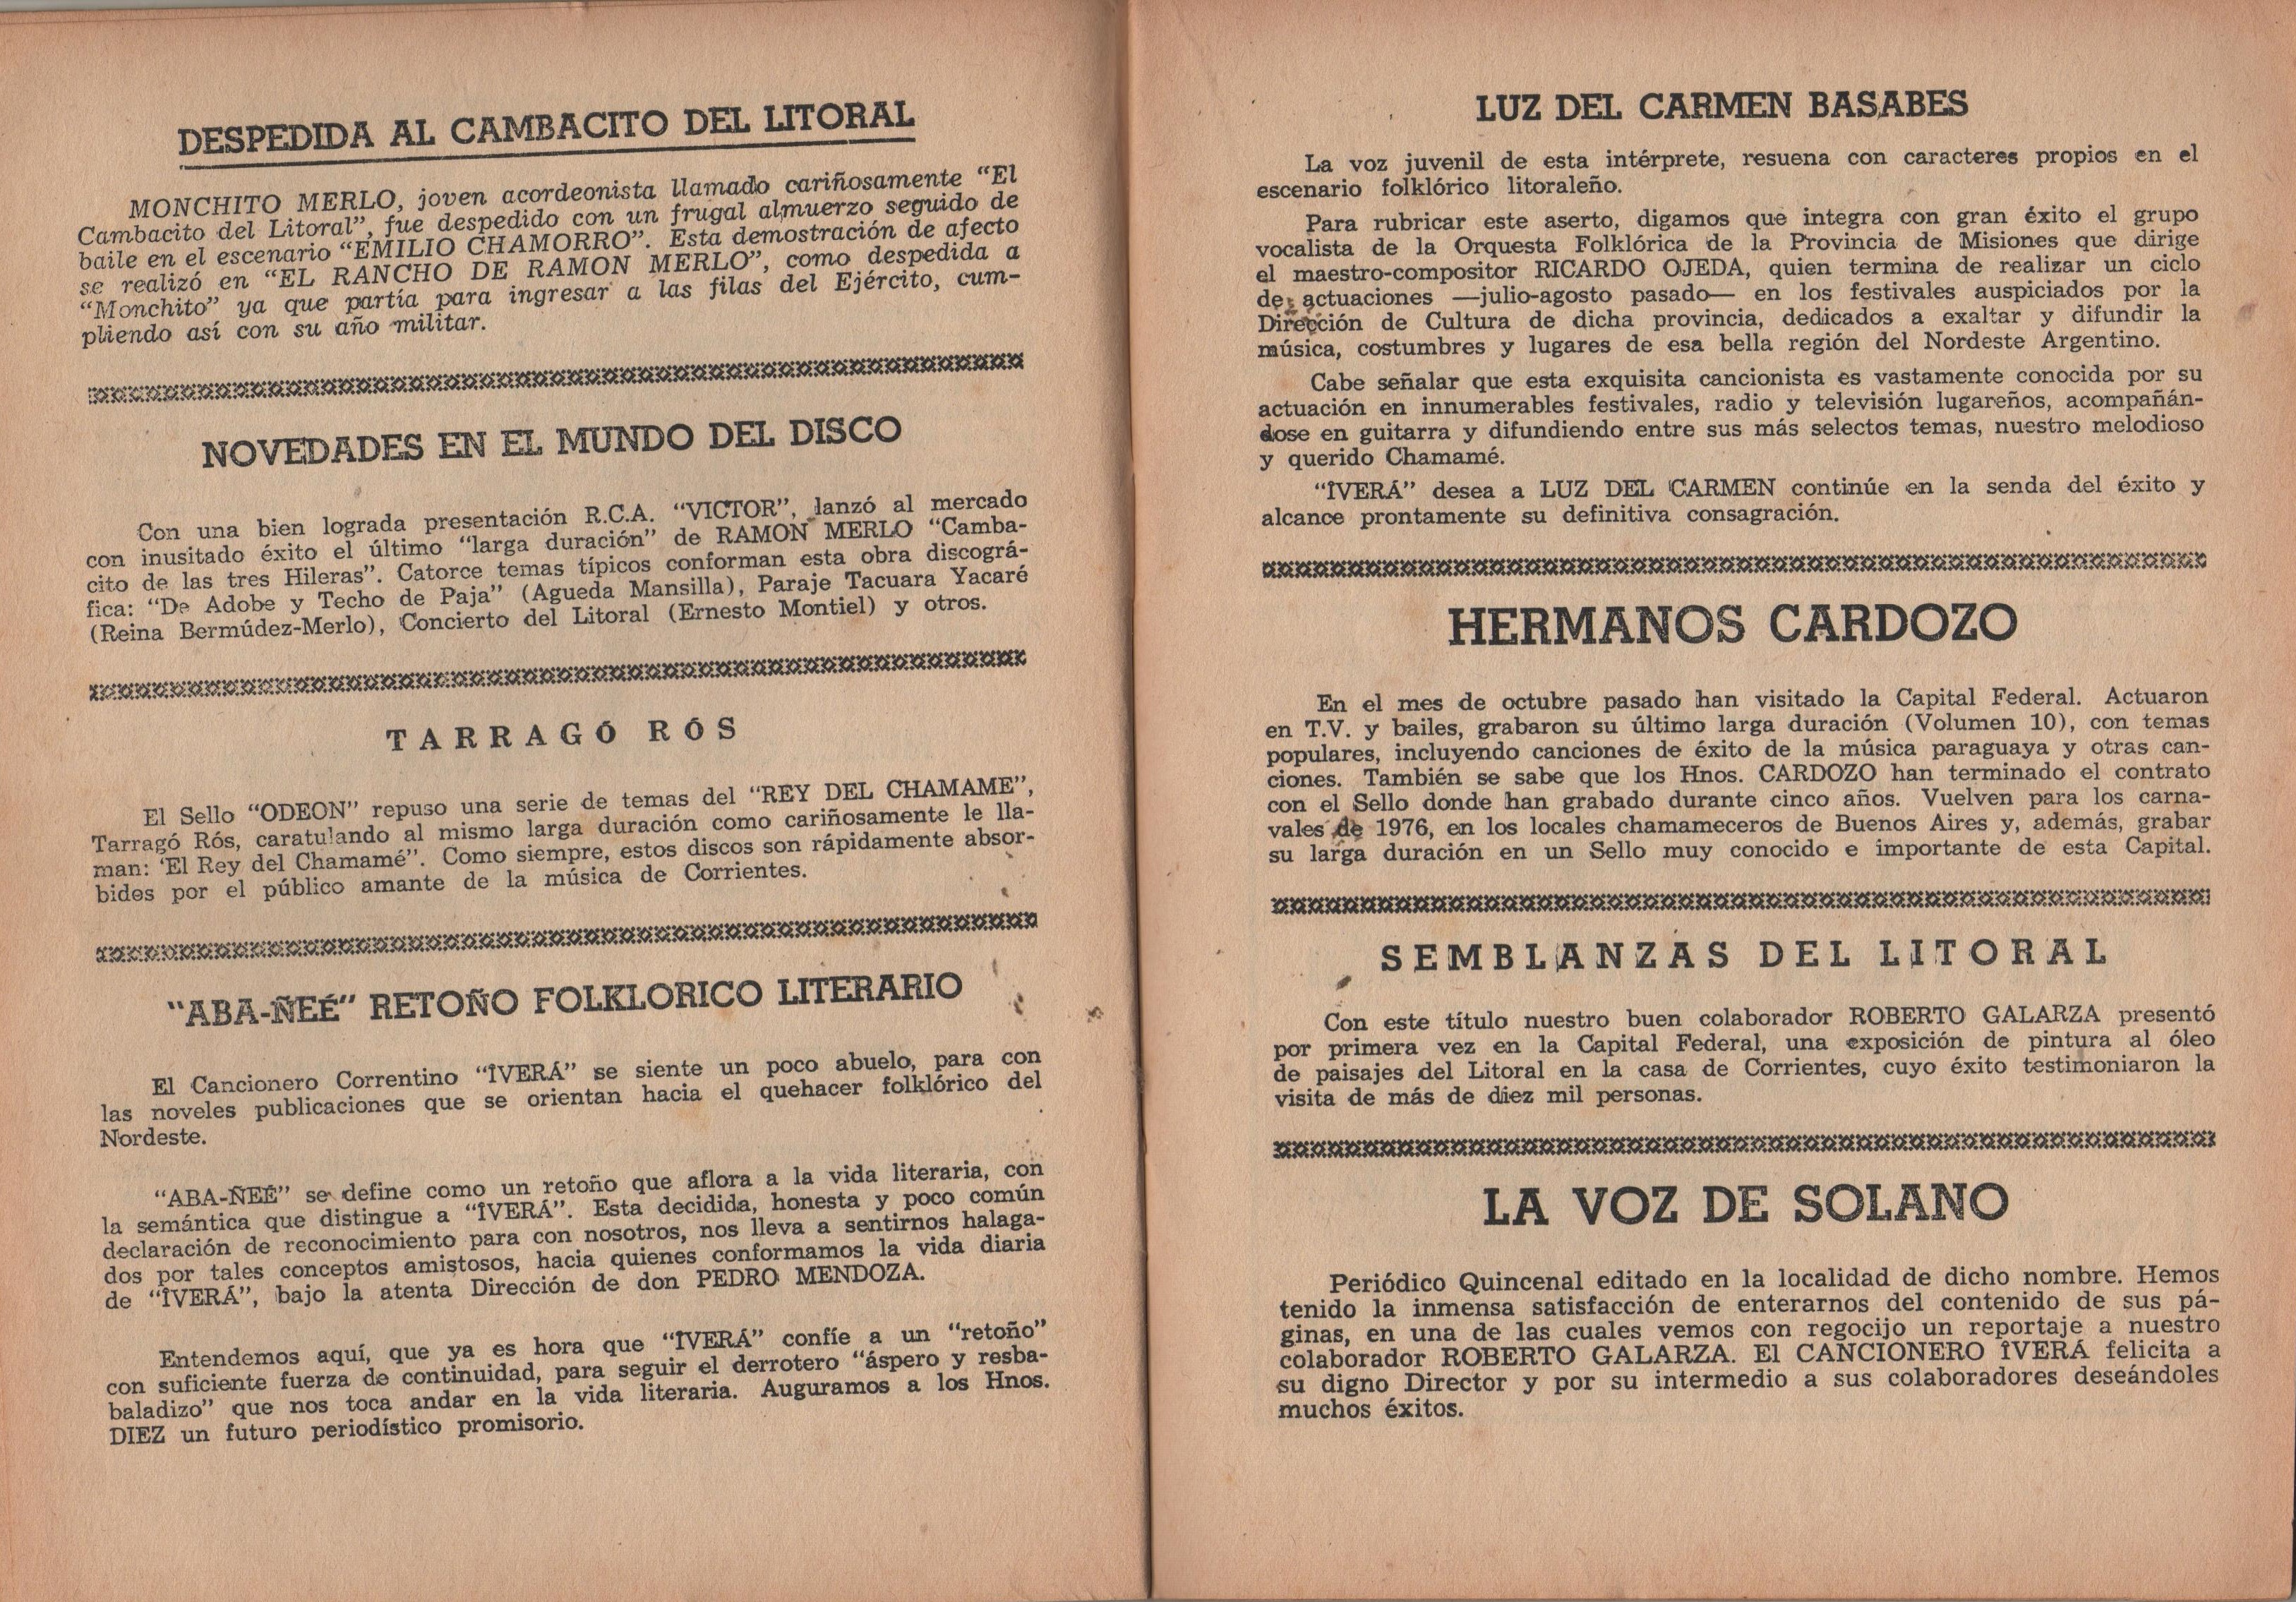 DESPEDIDA AL CAMBACITO DEL LITORAL
MONCHITO MERLO, joven acordeonista llamado cariñosamente “El
Cambacito del Litoral”, fue despedido con un frugal almuerzo seguido de
baile en el escenario “EMILIO CHAMORRO”. Esta demostración de afecto
se realizó en “EL RANCHO DE RAMON MERLO”, como despedida a
“Monchito” ya que partía para ingresar a las filas del Ejército, cum-
pliendo así con su año militar.
NOVEDADES EN EL MUNDO DEL DISCO
Con una bien lograda presentación R.C.A. “VICTOR”, lanzó al mercado
con inusitado éxito el último “larga duración” de RAMON MERLO “Camba-
cito de las tres Hileras”. Catorce temas típicos conforman esta obra discográ-
fica: “De Adobe y Techo de Paja” (Agueda Mansilla), Paraje Tacuara Yacaré
(Reina Bermúdez-Merlo), Concierto del Litoral (Ernesto Montiel) y otros.
TARRAGÓ RÓS
El Sello “ODEON” repuso una serie de temas del “REY DEL CHAMAME”,
Tarragó Rós, caratulando al mismo larga duración como cariñosamente le lla-
man: ‘El Rey del Chamamé”. Como siempre, estos discos son rápidamente absor-
bides por el público amante de la música de Corrientes.
“ABA-ÑEÉ” RETOÑO FOLKLORICO LITERARIO
El Cancionero Correntino “ÎVERÁ” se siente un poco abuelo, para con
las noveles publicaciones que se orientan hacia el quehacer folklórico del
Nordeste.
“ABA-ÑEÉ” se define como un retoño que aflora a la vida literaria, con
la semántica que distingue a “ÎVERÁ”. Esta decidida, honesta y poco común
declaración de reconocimiento para con nosotros, nos lleva a sentirnos halaga-
dos por tales conceptos amistosos, hacia quienes conformamos la vida diaria
de “ÎVERÁ”, bajo la atenta Dirección de don PEDRO MENDOZA.
Entendemos aquí, que ya es hora que “ÎVERÁ” confíe a un “retoño”
con suficiente fuerza de continuidad, para seguir el derrotero “áspero y resba-
baladizo” que nos toca andar en la vida literaria. Auguramos a los Hnos.
DIEZ un futuro periodístico promisorio.
LUZ DEL CARMEN BASABES
La voz juvenil de esta intérprete, resuena con caracteres propios en el
escenario folklórico litoraleño.
Para rubricar este aserto, digamos que integra con gran éxito el grupo
vocalista de la Orquesta Folklórica de la Provincia de Misiones que dirige
el maestro-compositor RICARDO OJEDA, quien termina de realizar un ciclo
de actuaciones —julio-agosto pasado— en los festivales auspiciados por la
Dirección de Cultura de dicha provincia, dedicados a exaltar y difundir la
música, costumbres y lugares de esa bella región del Nordeste Argentino.
Cabe señalar que esta exquisita cancionista es vastamente conocida por su
actuación en innumerables festivales, radio y televisión lugareños, acompañán-
dose en guitarra y difundiendo entre sus más selectos temas, nuestro melodioso
y querido Chamamé.
“ÎVERÁ” desea a LUZ DEL CARMEN continúe en la senda del éxito y
alcance prontamente su definitiva consagración.
HERMANOS CARDOZO
En el mes de octubre pasado han visitado la Capital Federal. Actuaron
en T.V. y bailes, grabaron su último larga duración (Volumen 10), con temas
populares, incluyendo canciones de éxito de la música paraguaya y otras can-
ciones. También se sabe que los Hnos. CARDOZO han terminado el contrato
con el Sello donde han grabado durante cinco años. Vuelven para los carna-
vales de 1976, en los locales chamameceros de Buenos Aires y, además, grabar
su larga duración en un Sello muy conocido e importante de esta Capital.
SEMBLANZAS DEL LITORAL
Con este título nuestro buen colaborador ROBERTO GALARZA presentó
por primera vez en la Capital Federal, una exposición de pintura al óleo
de paisajes del Litoral en la casa de Corrientes, cuyo éxito testimoniaron la
visita de más de diez mil personas.
LA VOZ DE SOLANO
Periódico Quincenal editado en la localidad de dicho nombre. Hemos
tenido la inmensa satisfacción de enterarnos del contenido de sus pá-
ginas, en una de las cuales vemos con regocijo un reportaje a nuestro
colaborador ROBERTO GALARZA. El CANCIONERO ÎVERÁ felicita a
su digno Director y por su intermedio a sus colaboradores deseándoles
muchos éxitos.